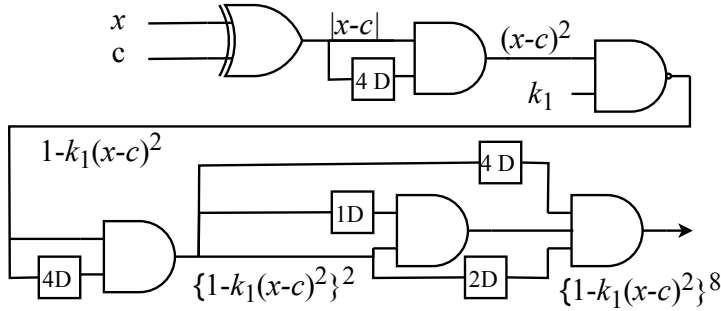 x
|x-c|
(x-c)²
c
4 D
k₁
1-k₁(x-c)²
4 D
1D
4D
{1-k₁(x-c)²}²
2D
{1-k₁(x-c)²}⁸